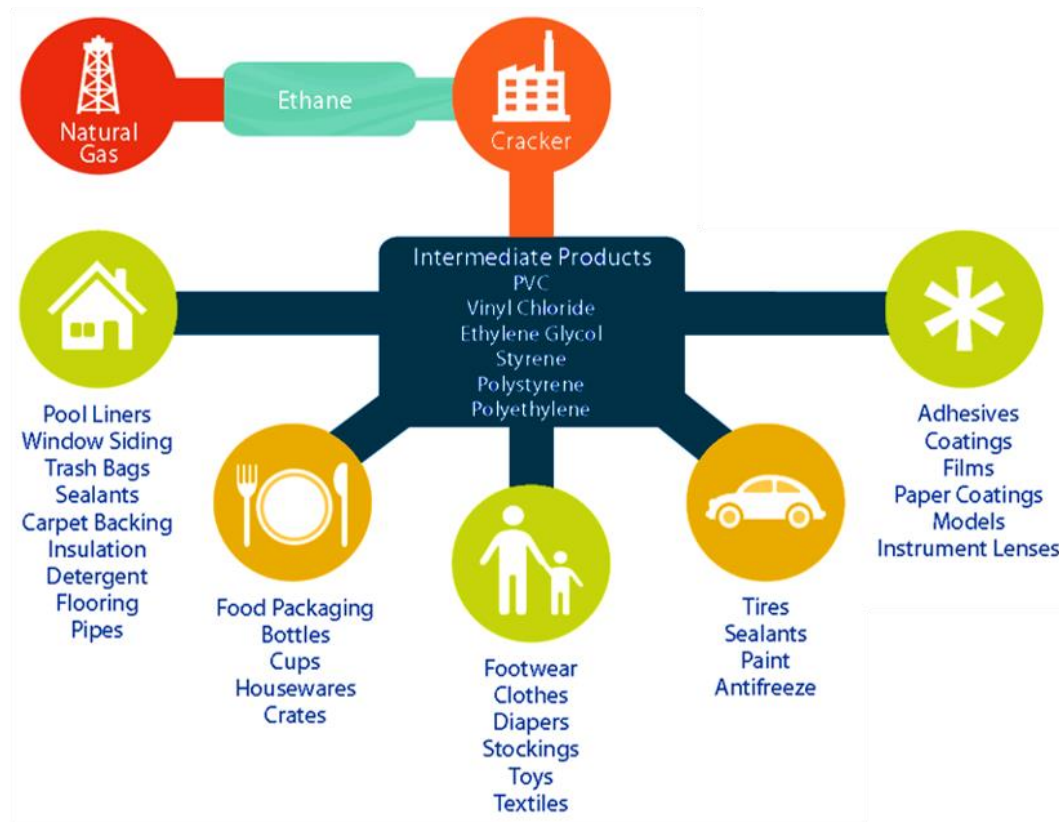 Natural
Gas
Ethane
Cracker
Intermediate Products
PVC
Vinyl Chloride
Ethylene Glycol
Styrene
Polystyrene
Polyethylene
Pool Liners
Window Siding
Trash Bags
Sealants
Carpet Backing
Insulation
Detergent
Flooring
Pipes
Food Packaging
Bottles
Cups
Housewares
Crates
Footwear
Clothes
Diapers
Stockings
Toys
Textiles
Tires
Sealants
Paint
Antifreeze
Adhesives
Coatings
Films
Paper Coatings
Models
Instrument Lenses